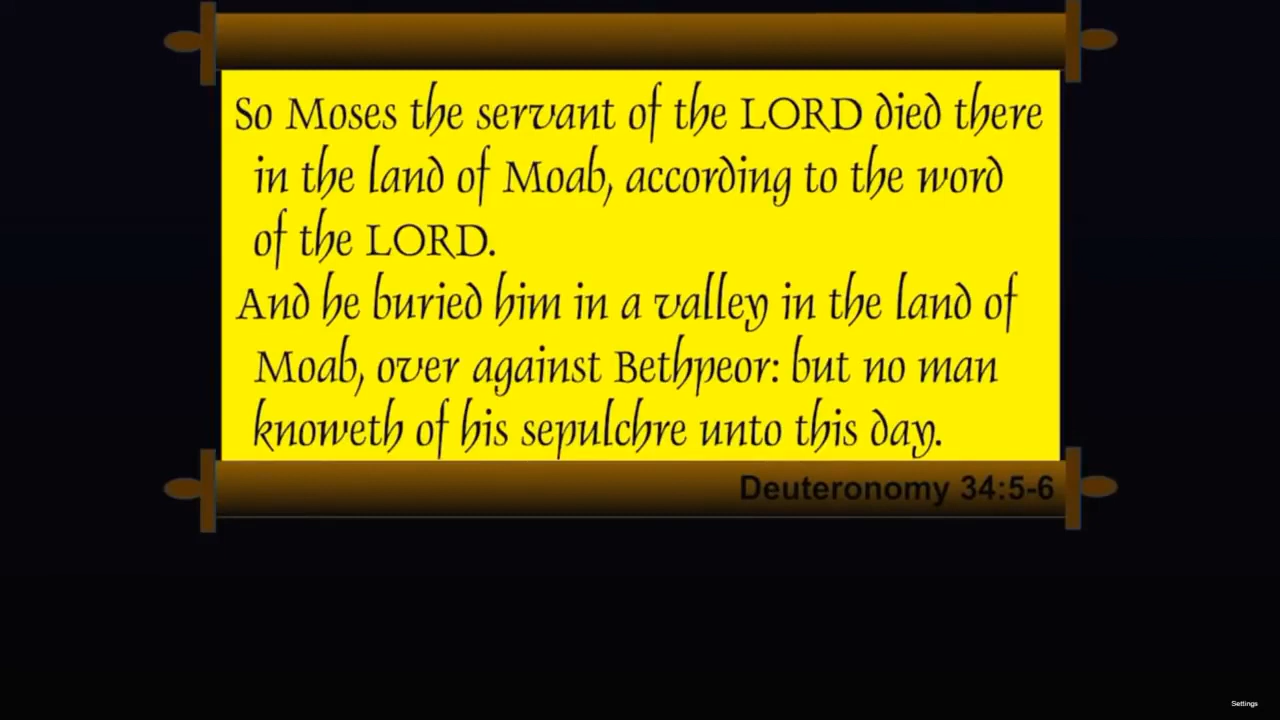 So Moses the servant of the LORD died there
in the land of Moab, according to the word
of the LORD.
And he buried him in a valley in the land of
Moab, over against Bethpeor: but no man
knoweth of his sepulchre unto this day.
Deuteronomy 34:5-6
Settings